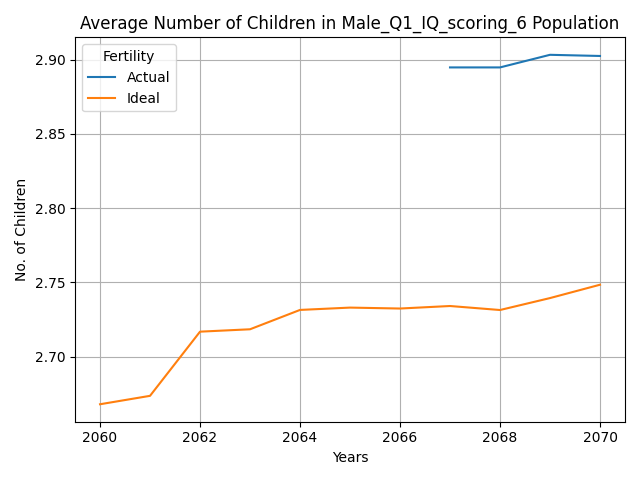 Average Number of Children in Male_Q1_IQ_scoring_6 Population
Fertility
Actual
Ideal
2.90
2.85
2.80
2.75
2.70
No. of Children
2060 2062 2064 2066 2068 2070
Years